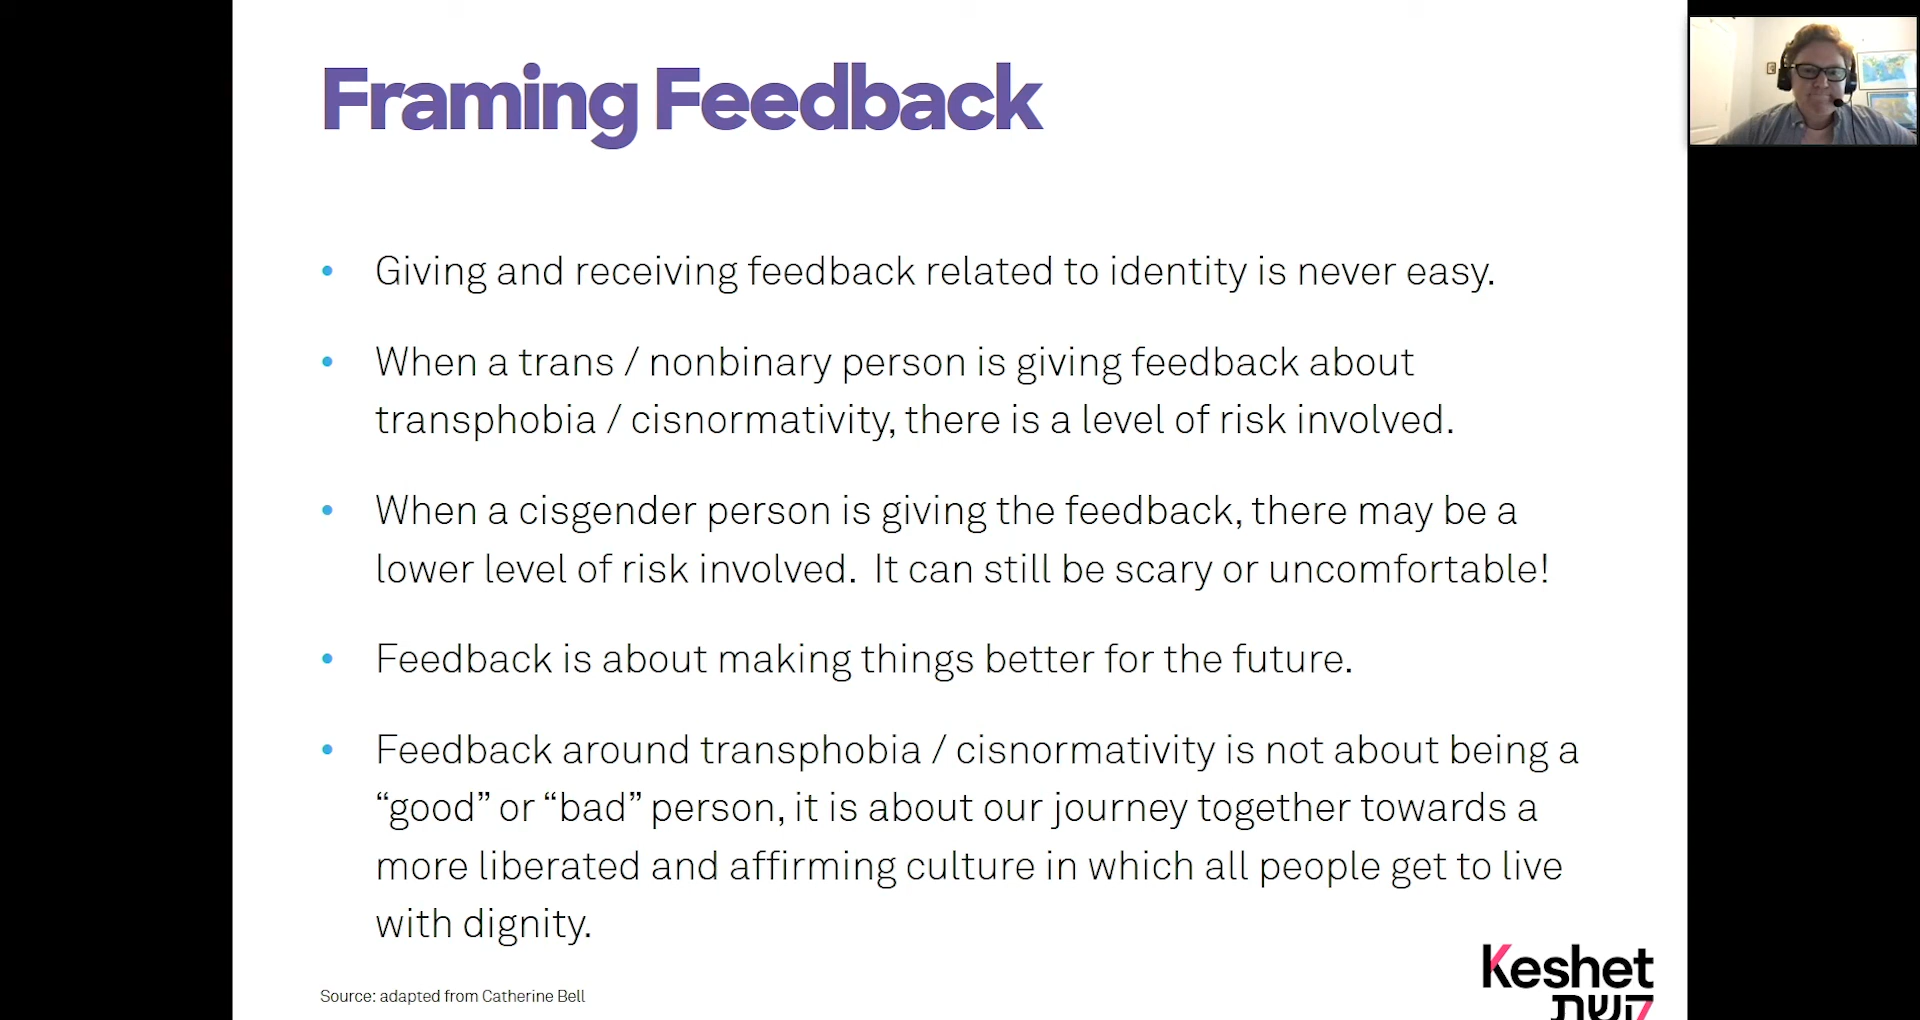 Framing Feedback
• Giving and receiving feedback related to identity is never easy.
• When a trans / nonbinary person is giving feedback about
transphobia / cisnormativity, there is a level of risk involved.
• When a cisgender person is giving the feedback, there may be a
lower level of risk involved.  It can still be scary or uncomfortable!
• Feedback is about making things better for the future.
• Feedback around transphobia / cisnormativity is not about being a
“good” or “bad” person, it is about our journey together towards a
more liberated and affirming culture in which all people get to live
with dignity.
Source: adapted from Catherine Bell
Keshet
קשת